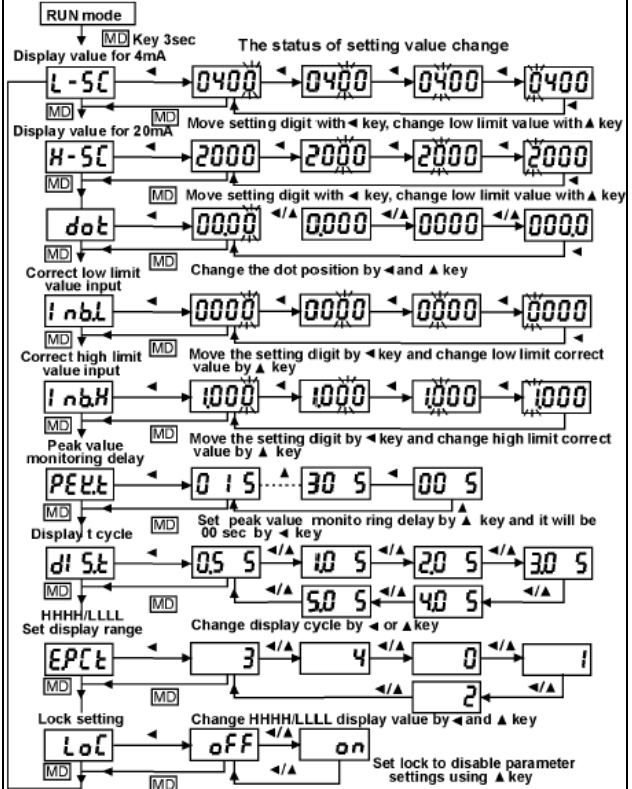 RUN mode
MD Key 3sec
The status of setting value change
Display value for 4mA
L-SC ◄ 0400 ◄ 0400 ◄ 0400 ◄ 0400
MD MD ◄
Move setting digit with ◄ key, change low limit value with ▲ key
Display value for 20mA
H-SC ◄ 2000 ◄ 2000 ◄ 2000 ◄ 2000
MD MD Move setting digit with ◄ key, change low limit value with ▲ key
dot ◄ 00.00 ◄/▲ 0.000 ◄/▲ 0000 ◄/▲ 000.0
MD MD Change the dot position by ◄ and ▲ key ◄
Correct low limit
value input
Inb.L ◄ 0000 ◄ 0000 ◄ 0000 ◄ 0000
MD MD ◄
Correct high limit
value input
Move the setting digit by ◄ key and change low limit correct
value by ▲ key
Inb.H ◄ 1.000 ◄ 1.000 ◄ 1.000 ◄ 1.000
MD MD
Move the setting digit by ◄ key and change high limit correct
value by ▲ key
Peak value
monitoring delay
PEK.t ◄ 01S ▲ 30 S ◄ 00 S
MD MD ▲
Set peak value monito ring delay by ▲ key and it will be
00 sec by ◄ key
Display t cycle
dIS.t ◄ 0.5 S ◄/▲ 1.0 S ◄/▲ 2.0 S ◄/▲ 3.0 S
MD MD ◄/▲ 5.0 S ◄/▲ 4.0 S ◄/▲
Change display cycle by ◄ or ▲ key
HHHH/LLLL
Set display range
E.PCt ◄ 3 ◄/▲ 4 ◄/▲ 0 ◄/▲ 1
MD MD ◄/▲ 2 ◄/▲
Change HHHH/LLLL display value by ◄ and ▲ key
Lock setting
LoC ◄ oFF ◄/▲ on
MD MD ◄/▲
Set lock to disable parameter
settings using ▲ key